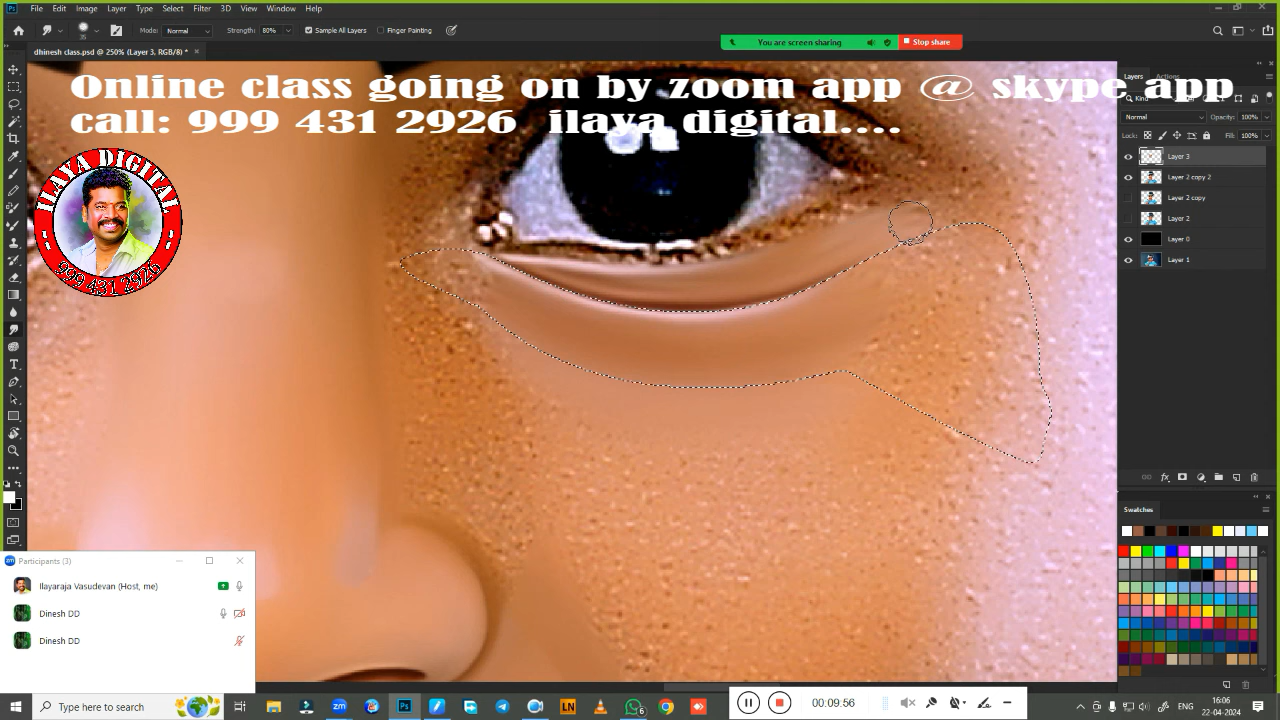 File Edit Image Layer Type Select Filter 3D View Window Help
Mode: Normal Strength: 80% Sample All Layers Finger Painting
dhinesh class.psd @ 250% (Layer 3, RGB/8) *
You are screen sharing Stop share
Online class going on by zoom app @ skype app
call: 999 431 2926 ilaya digital....
ILAYA DIGITAL
999 431 2926
Layers Actions
Kind
Normal Opacity: 100%
Lock: Fill: 100%
Layer 3
Layer 2 copy 2
Layer 2 copy
Layer 2
Layer 0
Layer 1
Swatches
Participants (3)
Ilayaraja Vasudevan (Host, me)
Dinesh DD
Dinesh DD
Type here to search
00:09:56
ENG
16:06
22-04-2024